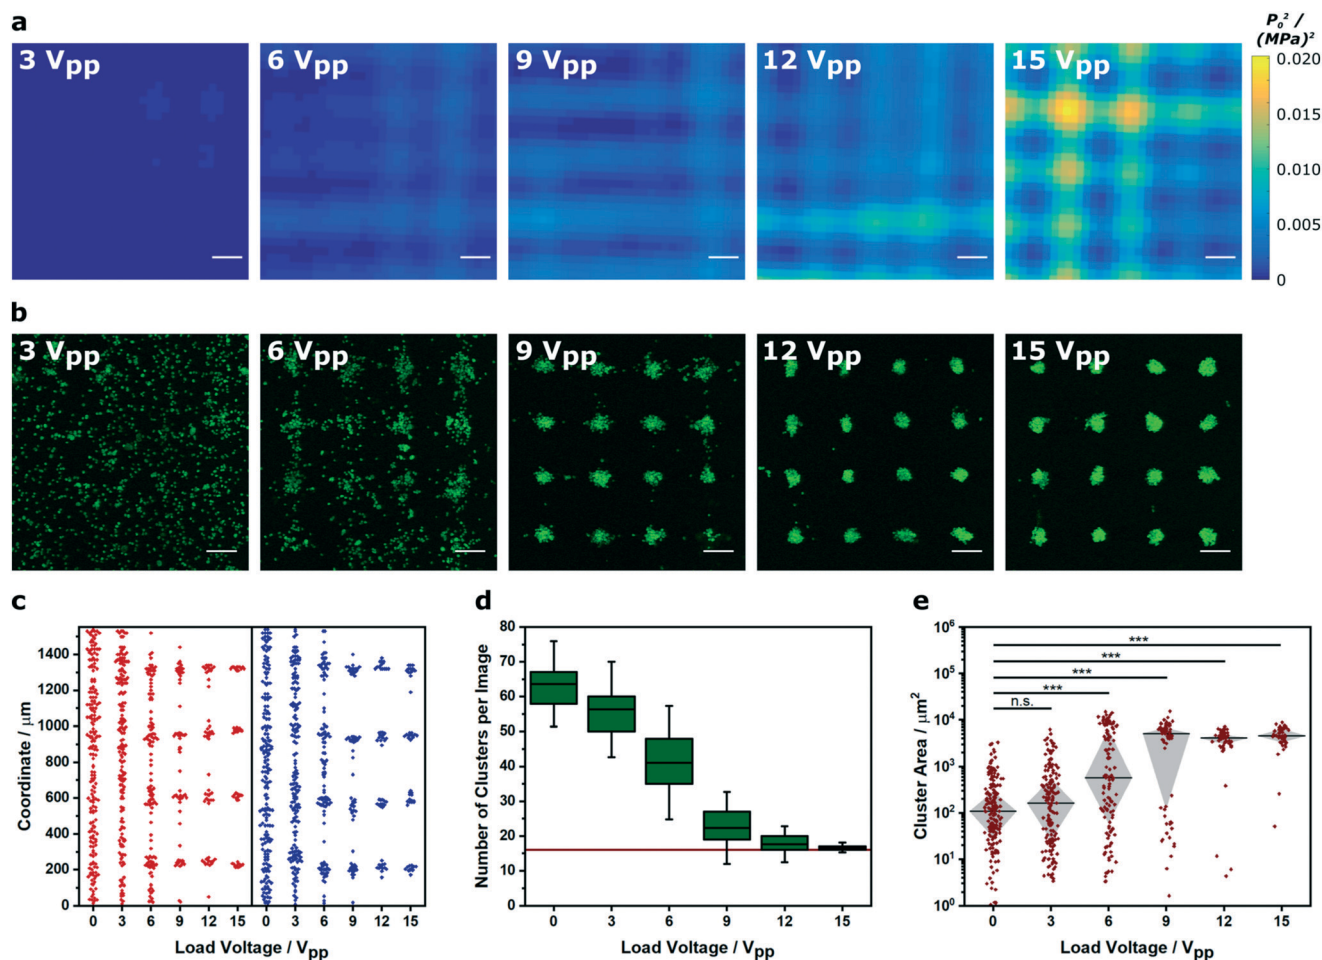 a
3 Vpp
6 Vpp
9 Vpp
12 Vpp
15 Vpp
P₀² /
(MPa)²
0.020
0.015
0.010
0.005
0
b
3 Vpp
6 Vpp
9 Vpp
12 Vpp
15 Vpp
c
Coordinate / μm
1400
1200
1000
800
600
400
200
0
0 3 6 9 12 15 0 3 6 9 12 15
Load Voltage / Vpp
d
Number of Clusters per Image
80
70
60
50
40
30
20
10
0
0 3 6 9 12 15
Load Voltage / Vpp
e
Cluster Area / μm²
10⁶
10⁵
10⁴
10³
10²
10¹
10⁰
***
***
***
***
n.s.
0 3 6 9 12 15
Load Voltage / Vpp